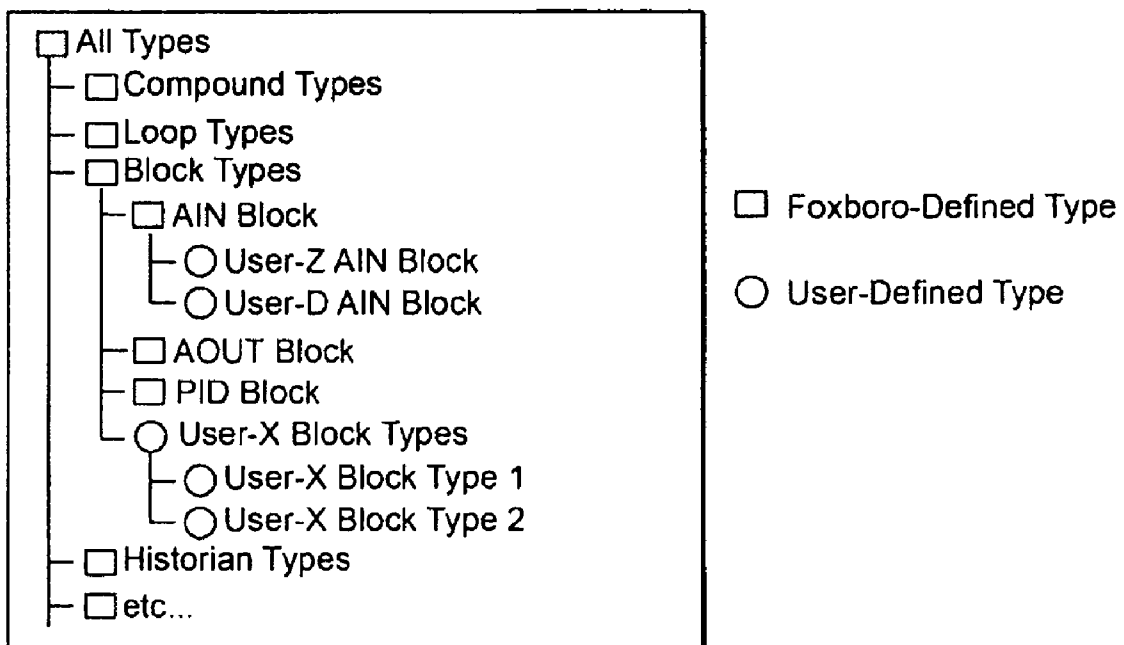 All Types
Compound Types
Loop Types
Block Types
AIN Block
User-Z AIN Block
User-D AIN Block
AOUT Block
PID Block
User-X Block Types
User-X Block Type 1
User-X Block Type 2
Historian Types
etc...
Foxboro-Defined Type
User-Defined Type